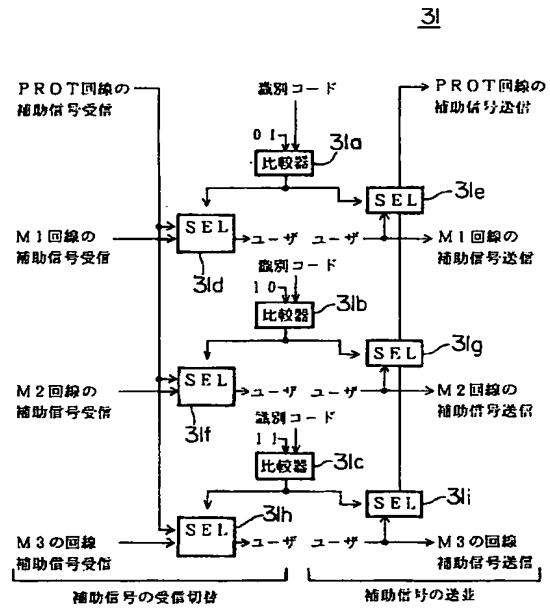 31
PROT回線の
補助信号受信
識別コード
PROT回線の
補助信号送信
01
比較器
31a
SEL
31e
SEL
M1回線の
補助信号受信
ユーザ
ユーザ
M1回線の
補助信号送信
31d
識別コード
10
比較器
31b
SEL
31g
SEL
M2回線の
補助信号受信
ユーザ
ユーザ
M2回線の
補助信号送信
31f
識別コード
11
比較器
31c
SEL
31i
SEL
31h
M3の回線
補助信号受信
ユーザ
ユーザ
M3の回線
補助信号送信
補助信号の受信切替
補助信号の送並